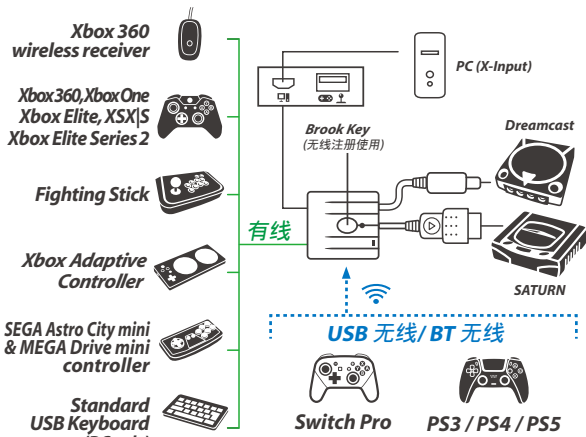 Xbox 360
wireless receiver
Xbox360,XboxOne
Xbox Elite, XSX|S
Xbox Elite Series 2
Fighting Stick
Xbox Adaptive
Controller
SEGA Astro City mini
& MEGA Drive mini
controller
Standard
USB Keyboard
有线
PC (X-Input)
Brook Key
(无线注册使用)
Dreamcast
SATURN
USB 无线/ BT 无线
Switch Pro
PS3 / PS4 / PS5